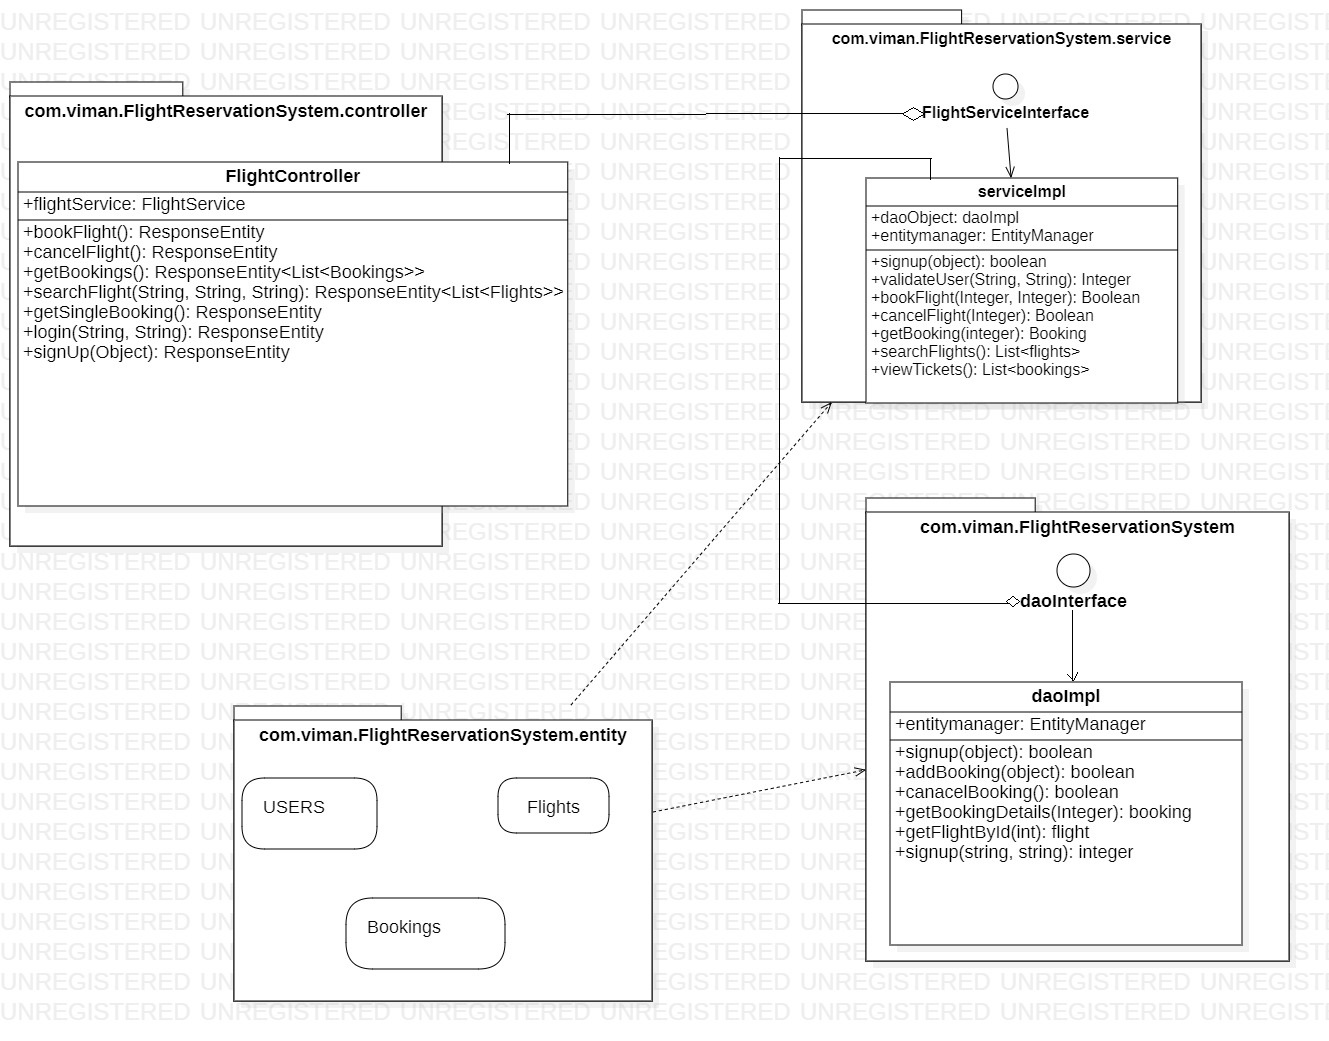 com.viman.FlightReservationSystem.controller
FlightController
+flightService: FlightService
+bookFlight(): ResponseEntity
+cancelFlight(): ResponseEntity
+getBookings(): ResponseEntity<List<Bookings>>
+searchFlight(String, String, String): ResponseEntity<List<Flights>>
+getSingleBooking(): ResponseEntity
+login(String, String): ResponseEntity
+signUp(Object): ResponseEntity
com.viman.FlightReservationSystem.service
FlightServiceInterface
serviceImpl
+daoObject: daoImpl
+entitymanager: EntityManager
+signup(object): boolean
+validateUser(String, String): Integer
+bookFlight(Integer, Integer): Boolean
+cancelFlight(Integer): Boolean
+getBooking(integer): Booking
+searchFlights(): List<flights>
+viewTickets(): List<bookings>
com.viman.FlightReservationSystem
daoInterface
daoImpl
+entitymanager: EntityManager
+signup(object): boolean
+addBooking(object): boolean
+canacelBooking(): boolean
+getBookingDetails(Integer): booking
+getFlightById(int): flight
+signup(string, string): integer
com.viman.FlightReservationSystem.entity
USERS
Flights
Bookings
UNREGISTERED